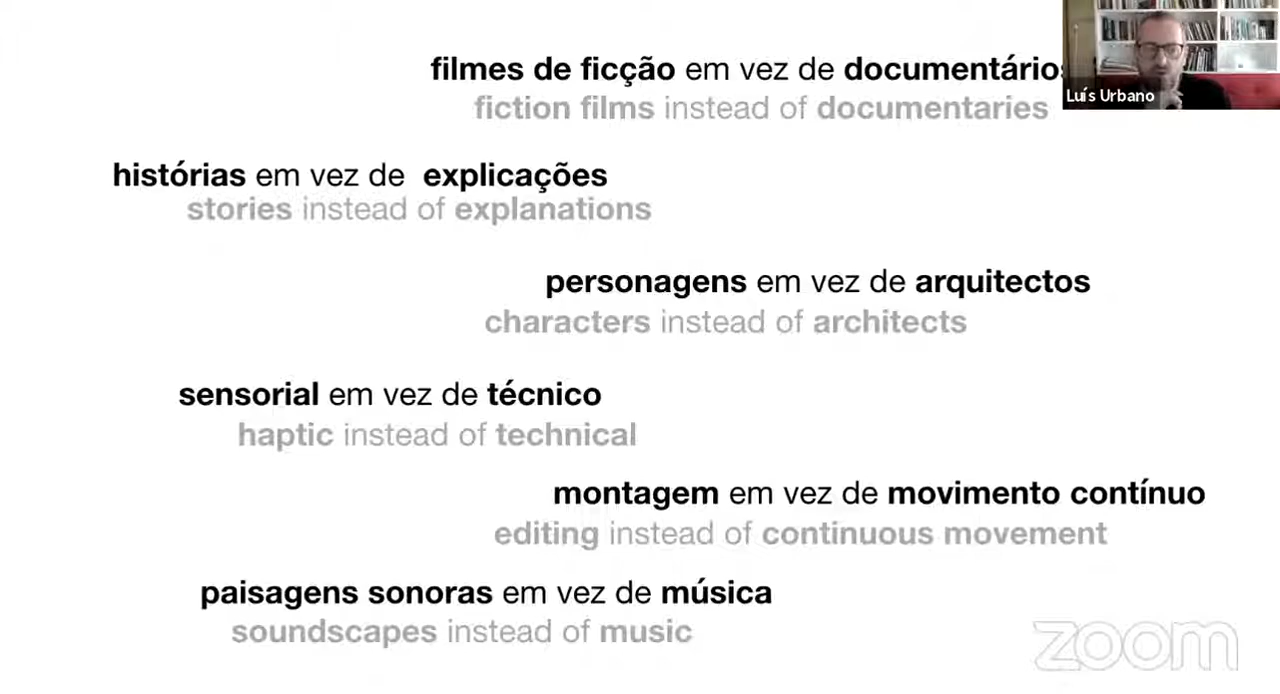 filmes de ficção em vez de documentários
fiction films instead of documentaries
Luís Urbano
histórias em vez de explicações
stories instead of explanations
personagens em vez de arquitectos
characters instead of architects
sensorial em vez de técnico
haptic instead of technical
montagem em vez de movimento contínuo
editing instead of continuous movement
paisagens sonoras em vez de música
soundscapes instead of music
zoom